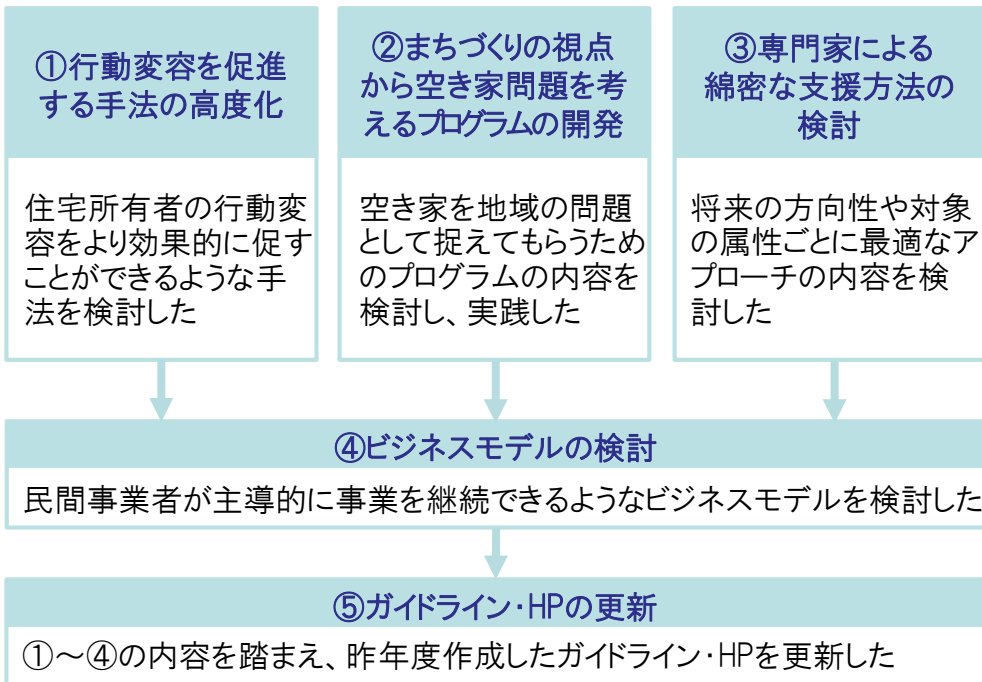 ①行動変容を促進
する手法の高度化
住宅所有者の行動変
容をより効果的に促す
ことができるような手
法を検討した
②まちづくりの視点
から空き家問題を考
えるプログラムの開発
空き家を地域の問題
として捉えてもらうため
のプログラムの内容を
検討し、実践した
③専門家による
綿密な支援方法の
検討
将来の方向性や対象
の属性ごとに最適なア
プローチの内容を検
討した
④ビジネスモデルの検討
民間事業者が主導的に事業を継続できるようなビジネスモデルを検討した
⑤ガイドライン・HPの更新
①～④の内容を踏まえ、昨年度作成したガイドライン・HPを更新した